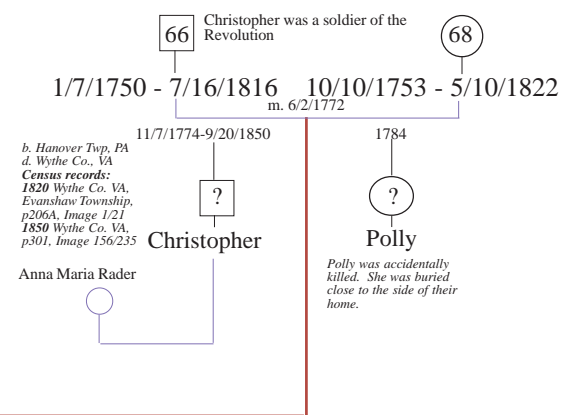 Christopher was a soldier of the
Revolution
66
68
1/7/1750 - 7/16/1816
10/10/1753 - 5/10/1822
m. 6/2/1772
11/7/1774-9/20/1850
1784
b. Hanover Twp, PA
d. Wythe Co., VA
Census records:
1820 Wythe Co. VA,
Evanshaw Township,
p206A, Image 1/21
1850 Wythe Co. VA,
p301, Image 156/235
?
?
Christopher
Polly
Polly was accidentally
killed. She was buried
close to the side of their
home.
Anna Maria Rader